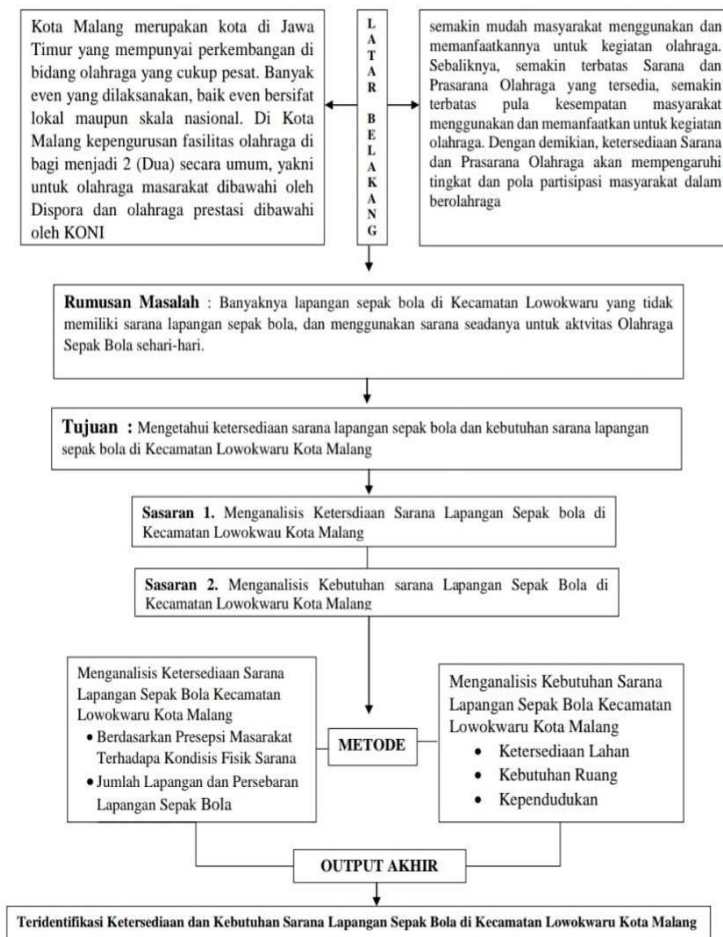 Kota Malang merupakan kota di Jawa
Timur yang mempunyai perkembangan di
bidang olahraga yang cukup pesat. Banyak
even yang dilaksanakan, baik even bersifat
lokal maupun skala nasional. Di Kota
Malang kepengurusan fasilitas olahraga di
bagi menjadi 2 (Dua) secara umum, yakni
untuk olahraga masarakat dibawahi oleh
Dispora dan olahraga prestasi dibawahi
oleh KONI
L
A
T
A
R
B
E
L
A
K
A
N
G
semakin mudah masyarakat menggunakan dan
memanfaatkannya untuk kegiatan olahraga.
Sebaliknya, semakin terbatas Sarana dan
Prasarana Olahraga yang tersedia, semakin
terbatas pula kesempatan masyarakat
menggunakan dan memanfaatkan untuk kegiatan
olahraga. Dengan demikian, ketersediaan Sarana
dan Prasarana Olahraga akan mempengaruhi
tingkat dan pola partisipasi masyarakat dalam
berolahraga
Rumusan Masalah : Banyaknya lapangan sepak bola di Kecamatan Lowokwaru yang tidak
memiliki sarana lapangan sepak bola, dan menggunakan sarana seadanya untuk aktvitas Olahraga
Sepak Bola sehari-hari.
Tujuan : Mengetahui ketersediaan sarana lapangan sepak bola dan kebutuhan sarana lapangan
sepak bola di Kecamatan Lowokwaru Kota Malang
Sasaran 1. Menganalisis Ketersdiaan Sarana Lapangan Sepak bola di
Kecamatan Lowokwau Kota Malang
Sasaran 2. Menganalisis Kebutuhan sarana Lapangan Sepak Bola di
Kecamatan Lowokwaru Kota Malang
Menganalisis Ketersediaan Sarana
Lapangan Sepak Bola Kecamatan
Lowokwaru Kota Malang
• Berdasarkan Presepsi Masarakat
Terhadapa Kondisis Fisik Sarana
• Jumlah Lapangan dan Persebaran
Lapangan Sepak Bola
METODE
Menganalisis Kebutuhan Sarana
Lapangan Sepak Bola Kecamatan
Lowokwaru Kota Malang
• Ketersediaan Lahan
• Kebutuhan Ruang
• Kependudukan
OUTPUT AKHIR
Teridentifikasi Ketersediaan dan Kebutuhan Sarana Lapangan Sepak Bola di Kecamatan Lowokwaru Kota Malang